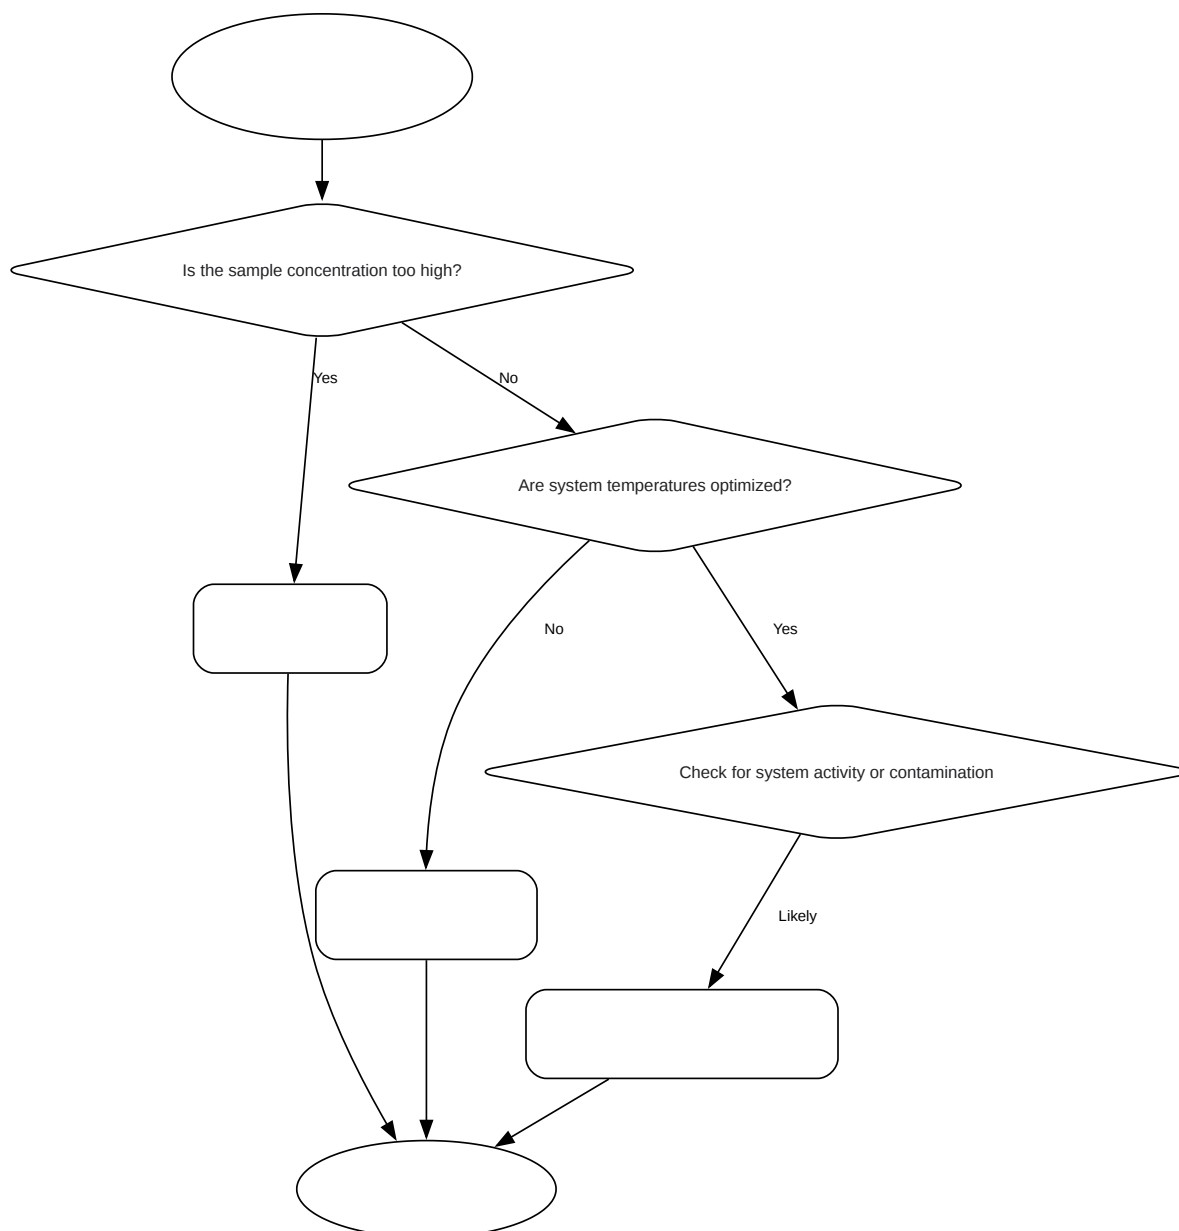 Is the sample concentration too high?
Yes
No
Are system temperatures optimized?
No
Yes
Check for system activity or contamination
Likely